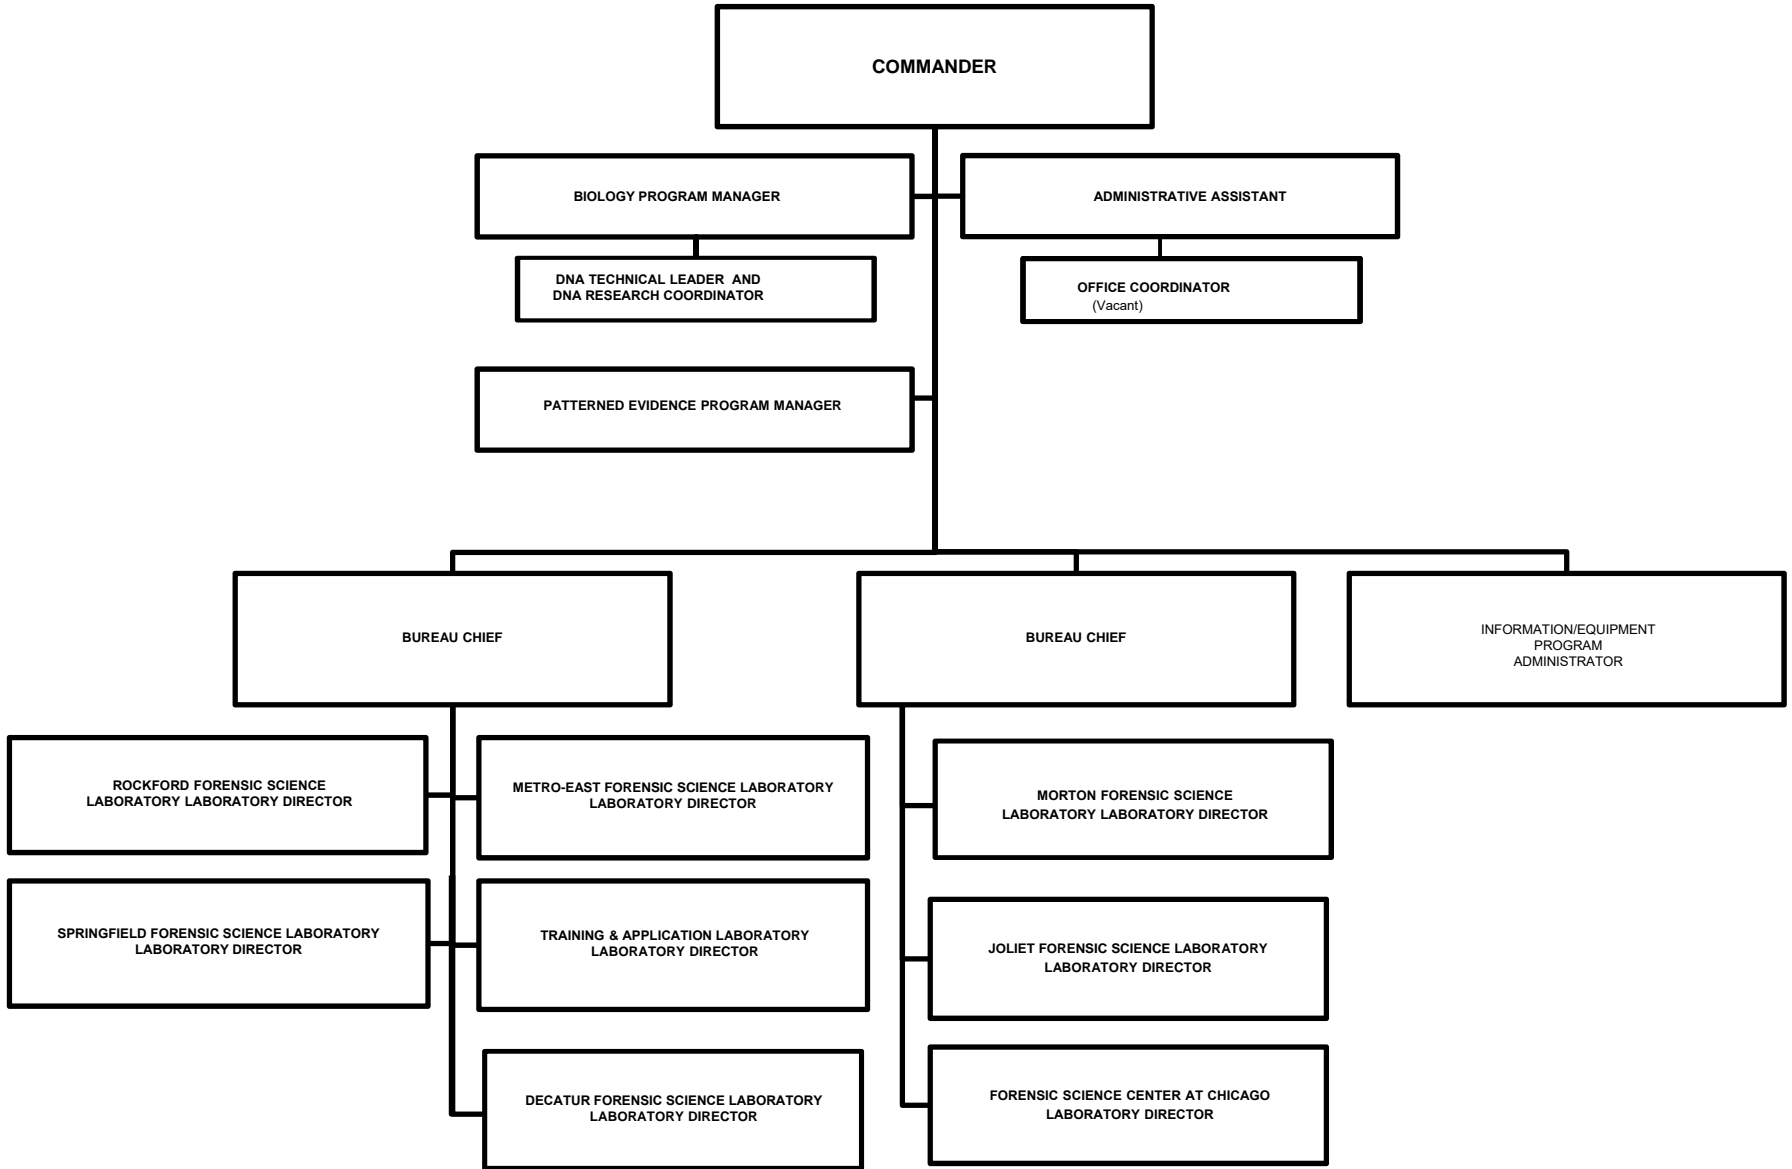 COMMANDER
BIOLOGY PROGRAM MANAGER
ADMINISTRATIVE ASSISTANT
DNA TECHNICAL LEADER AND
DNA RESEARCH COORDINATOR
OFFICE COORDINATOR
(Vacant)
PATTERNED EVIDENCE PROGRAM MANAGER
BUREAU CHIEF
BUREAU CHIEF
INFORMATION/EQUIPMENT
PROGRAM
ADMINISTRATOR
ROCKFORD FORENSIC SCIENCE
LABORATORY LABORATORY DIRECTOR
METRO-EAST FORENSIC SCIENCE LABORATORY
LABORATORY DIRECTOR
MORTON FORENSIC SCIENCE
LABORATORY LABORATORY DIRECTOR
SPRINGFIELD FORENSIC SCIENCE LABORATORY
LABORATORY DIRECTOR
TRAINING & APPLICATION LABORATORY
LABORATORY DIRECTOR
JOLIET FORENSIC SCIENCE LABORATORY
LABORATORY DIRECTOR
DECATUR FORENSIC SCIENCE LABORATORY
LABORATORY DIRECTOR
FORENSIC SCIENCE CENTER AT CHICAGO
LABORATORY DIRECTOR